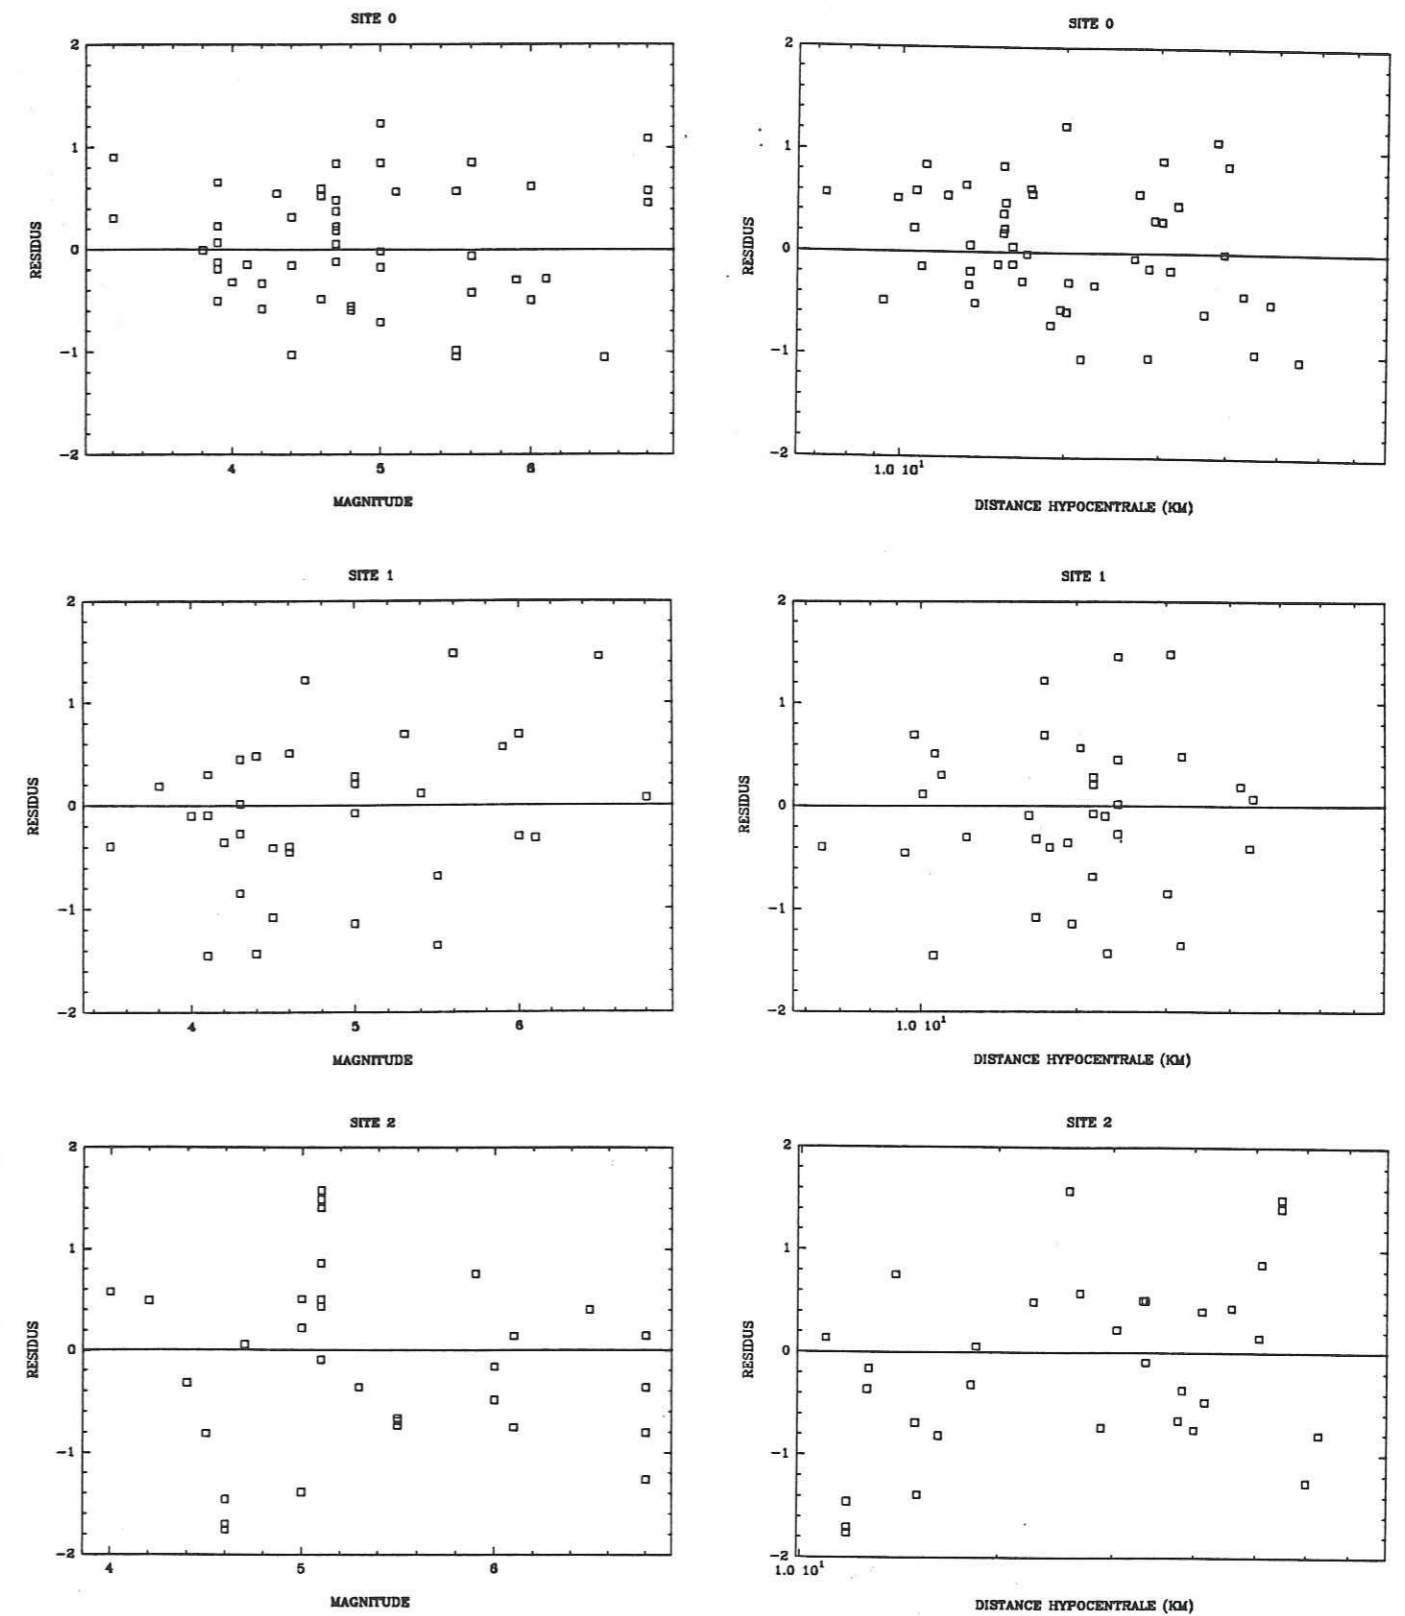 SITE 0
2
1
0
−1
−2
RESIDUS
4
5
6
MAGNITUDE
SITE 0
2
1
0
−1
−2
RESIDUS
1.0 10¹
DISTANCE HYPOCENTRALE (KM)
SITE 1
2
1
0
−1
−2
RESIDUS
4
5
6
MAGNITUDE
SITE 1
2
1
0
−1
−2
RESIDUS
1.0 10¹
DISTANCE HYPOCENTRALE (KM)
SITE 2
2
1
0
−1
−2
RESIDUS
4
5
6
MAGNITUDE
SITE 2
2
1
0
−1
−2
RESIDUS
1.0 10¹
DISTANCE HYPOCENTRALE (KM)